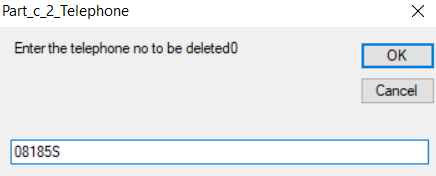 Part_c_2_Telephone
Enter the telephone no to be deleted0
OK
Cancel
08185S